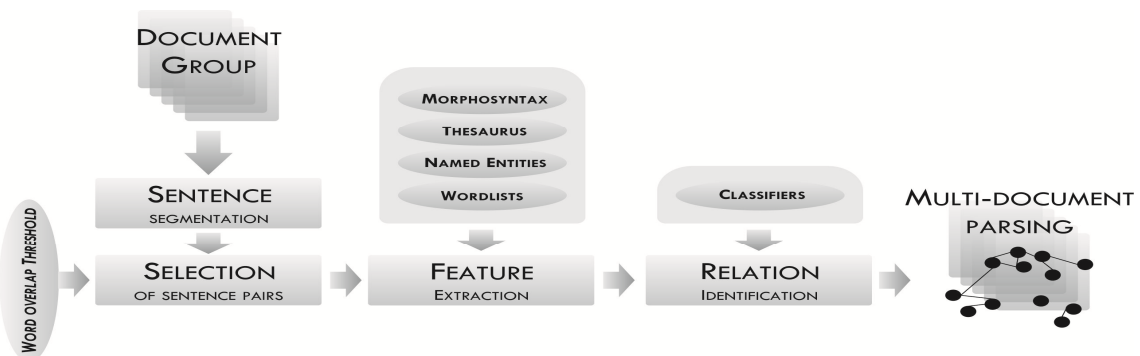 DOCUMENT
GROUP
SENTENCE
SEGMENTATION
WORD OVERLAP THRESHOLD
SELECTION
OF SENTENCE PAIRS
MORPHOSYNTAX
THESAURUS
NAMED ENTITIES
WORDLISTS
FEATURE
EXTRACTION
CLASSIFIERS
RELATION
IDENTIFICATION
MULTI-DOCUMENT
PARSING